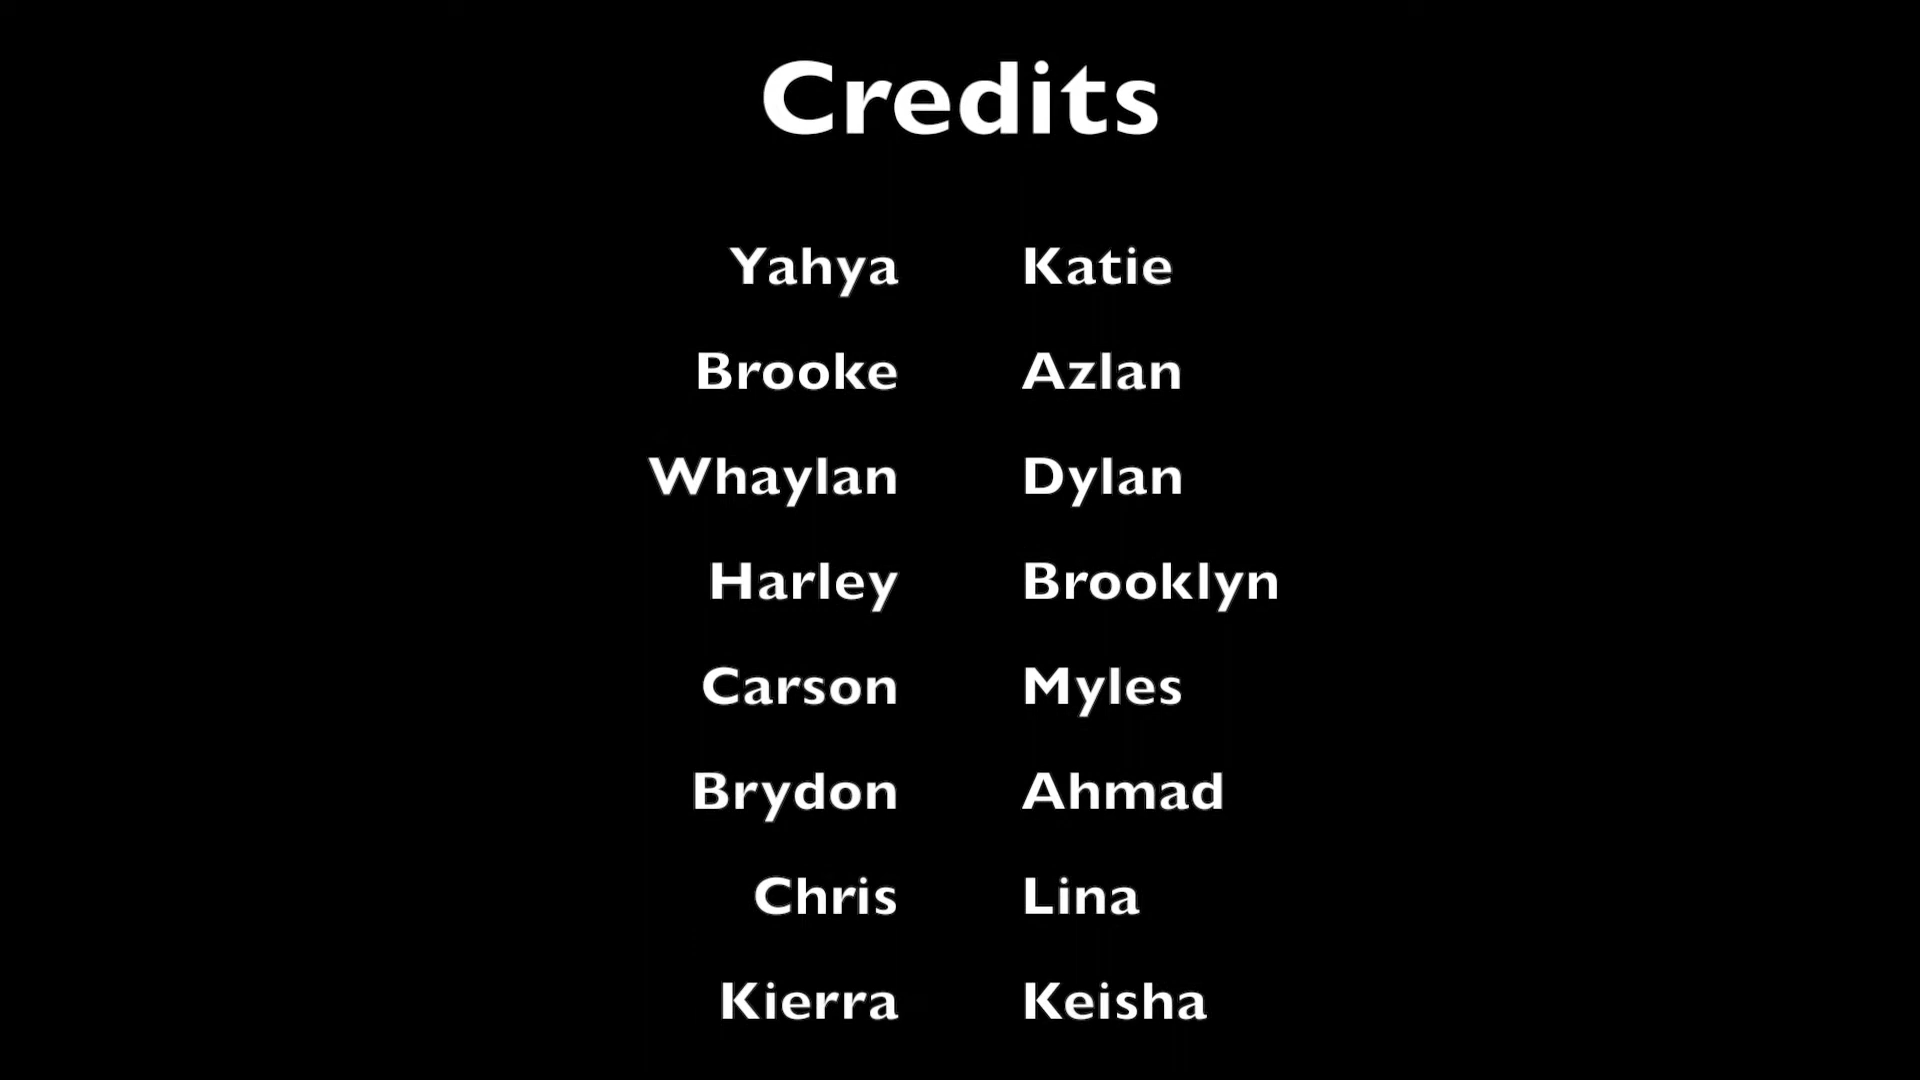 Credits
Yahya Katie
Brooke Azlan
Whaylan Dylan
Harley Brooklyn
Carson Myles
Brydon Ahmad
Chris Lina
Kierra Keisha